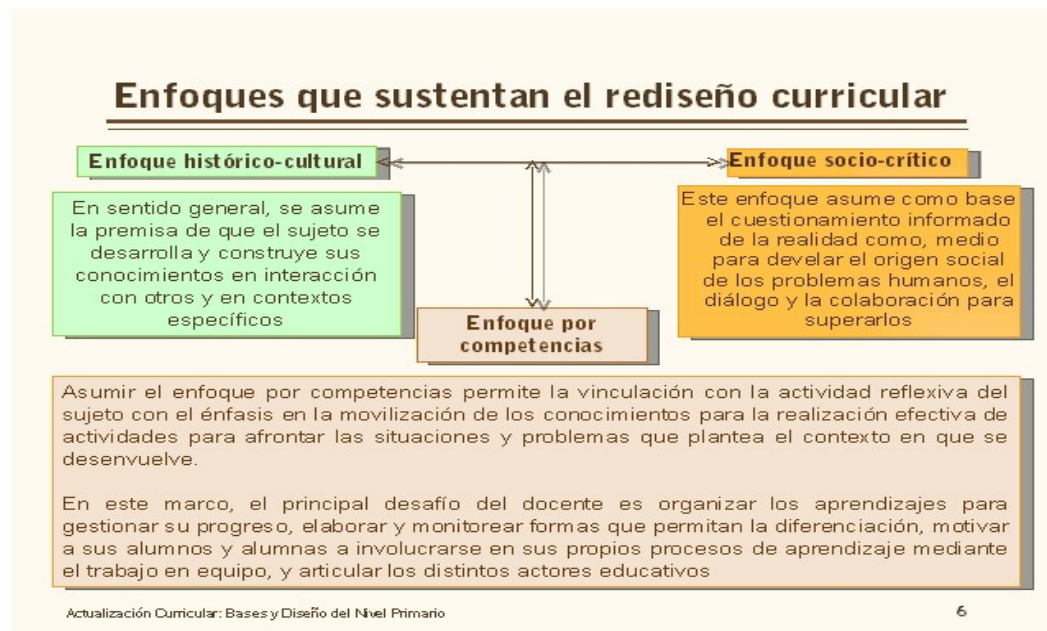 Enfoques que sustentan el rediseño curricular
Enfoque histórico-cultural
En sentido general, se asume
la premisa de que el sujeto se
desarrolla y construye sus
conocimientos en interacción
con otros y en contextos
específicos
Enfoque socio-crítico
Este enfoque asume como base
el cuestionamiento informado
de la realidad como, medio
para develar el origen social
de los problemas humanos, el
diálogo y la colaboración para
superarlos
Enfoque por
competencias
Asumir el enfoque por competencias permite la vinculación con la actividad reflexiva del
sujeto con el énfasis en la movilización de los conocimientos para la realización efectiva de
actividades para afrontar las situaciones y problemas que plantea el contexto en que se
desenvuelve.
En este marco, el principal desafío del docente es organizar los aprendizajes para
gestionar su progreso, elaborar y monitorear formas que permitan la diferenciación, motivar
a sus alumnos y alumnas a involucrarse en sus propios procesos de aprendizaje mediante
el trabajo en equipo, y articular los distintos actores educativos
Actualización Curricular: Bases y Diseño del Nivel Primario
6